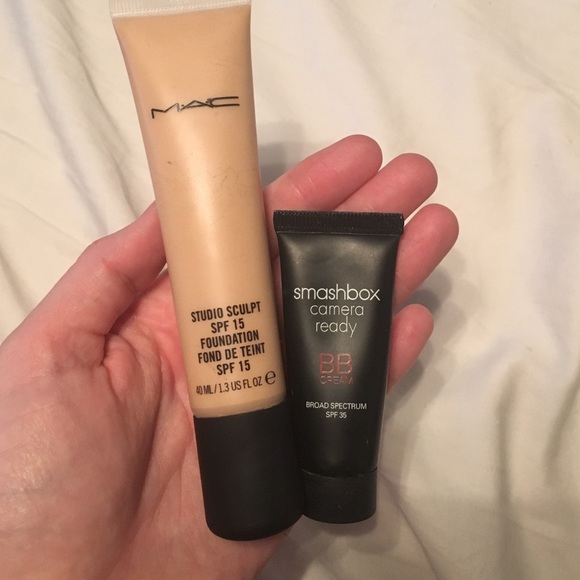 MAC
STUDIO SCULPT
SPF 15
FOUNDATION
FOND DE TEINT
SPF 15
40 ML / 1.3 US FL OZ e
smashbox
camera
ready
BB
CREAM
BROAD SPECTRUM
SPF 35